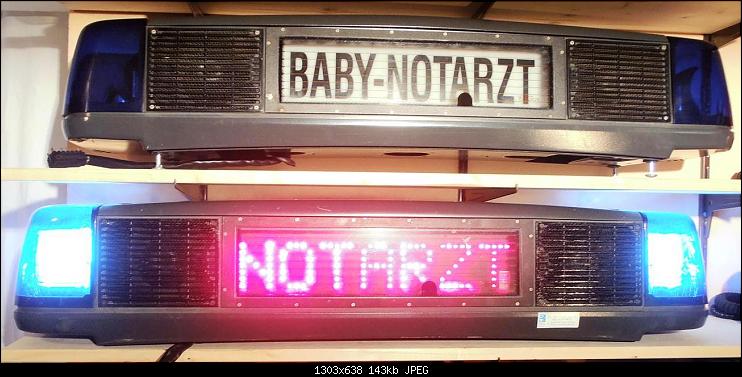 BABY-NOTARZT
NOTARZT
1303x638 143kb JPEG